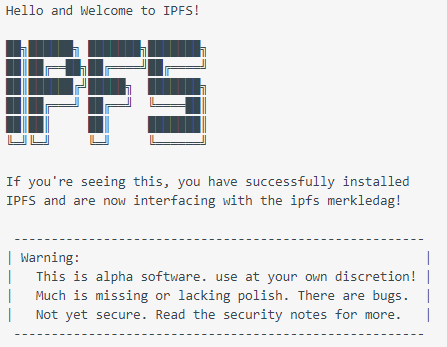 Hello and Welcome to IPFS!
IPFS
If you're seeing this, you have successfully installed
IPFS and are now interfacing with the ipfs merkledag!
-------------------------------------------------------
| Warning: |
| This is alpha software. use at your own discretion! |
| Much is missing or lacking polish. There are bugs. |
| Not yet secure. Read the security notes for more. |
-------------------------------------------------------